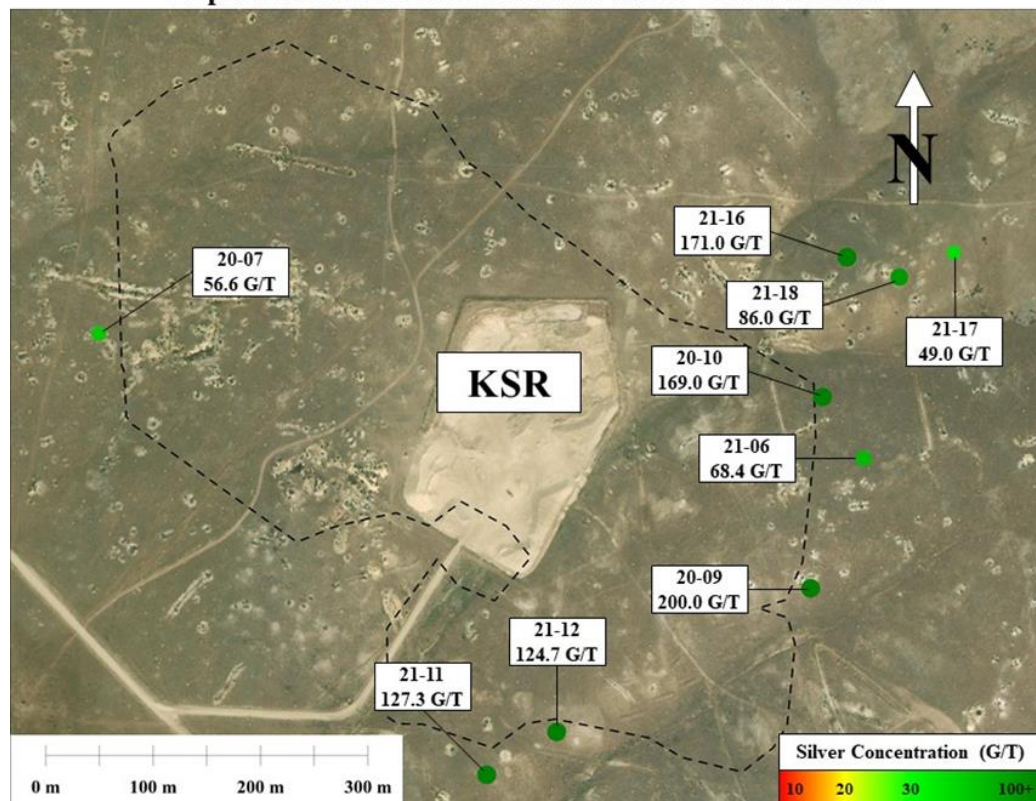 N
21-16
171.0 G/T
20-07
56.6 G/T
21-18
86.0 G/T
21-17
49.0 G/T
20-10
169.0 G/T
KSR
21-06
68.4 G/T
20-09
200.0 G/T
21-12
124.7 G/T
21-11
127.3 G/T
Silver Concentration (G/T)
10 20 30 100+
0 m 100 m 200 m 300 m